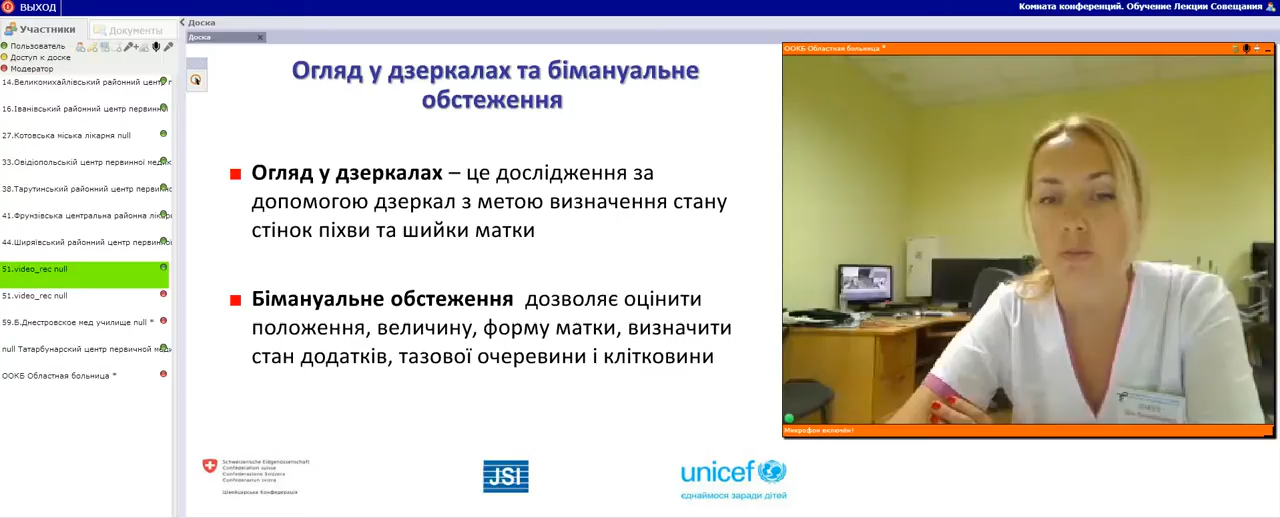 ВЫХОД
Комната конференций. Обучение Лекции Совещания
Участники
Документы
Пользователь
Доступ к доске
Модератор
14.Великомихайлівський районний центр п
16.Іванівський районний центр первинної
27.Котовська міська лікарня null
33.Овідіопольський центр первинної медик
38.Тарутинський районний центр первинно
41.Фрунзівська центральна районна лікар
44.Ширяївський районний центр первинної
51.video_rec null
51.video_rec null
59.Б.Днестровское мед училище null *
null Татарбунарский центр первичной меди
ООКБ Областная больница *
Доска
Доска
Огляд у дзеркалах та бімануальне
обстеження
Огляд у дзеркалах – це дослідження за
допомогою дзеркал з метою визначення стану
стінок піхви та шийки матки
Бімануальне обстеження дозволяє оцінити
положення, величину, форму матки, визначити
стан додатків, тазової очеревини і клітковини
Schweizerische Eidgenossenschaft
Confédération suisse
Confederazione Svizzera
Confederaziun svizra
Швейцарська Конфедерація
JSI
unicef
єднаймося заради дітей
ООКБ Областная больница *
Микрофон включён!